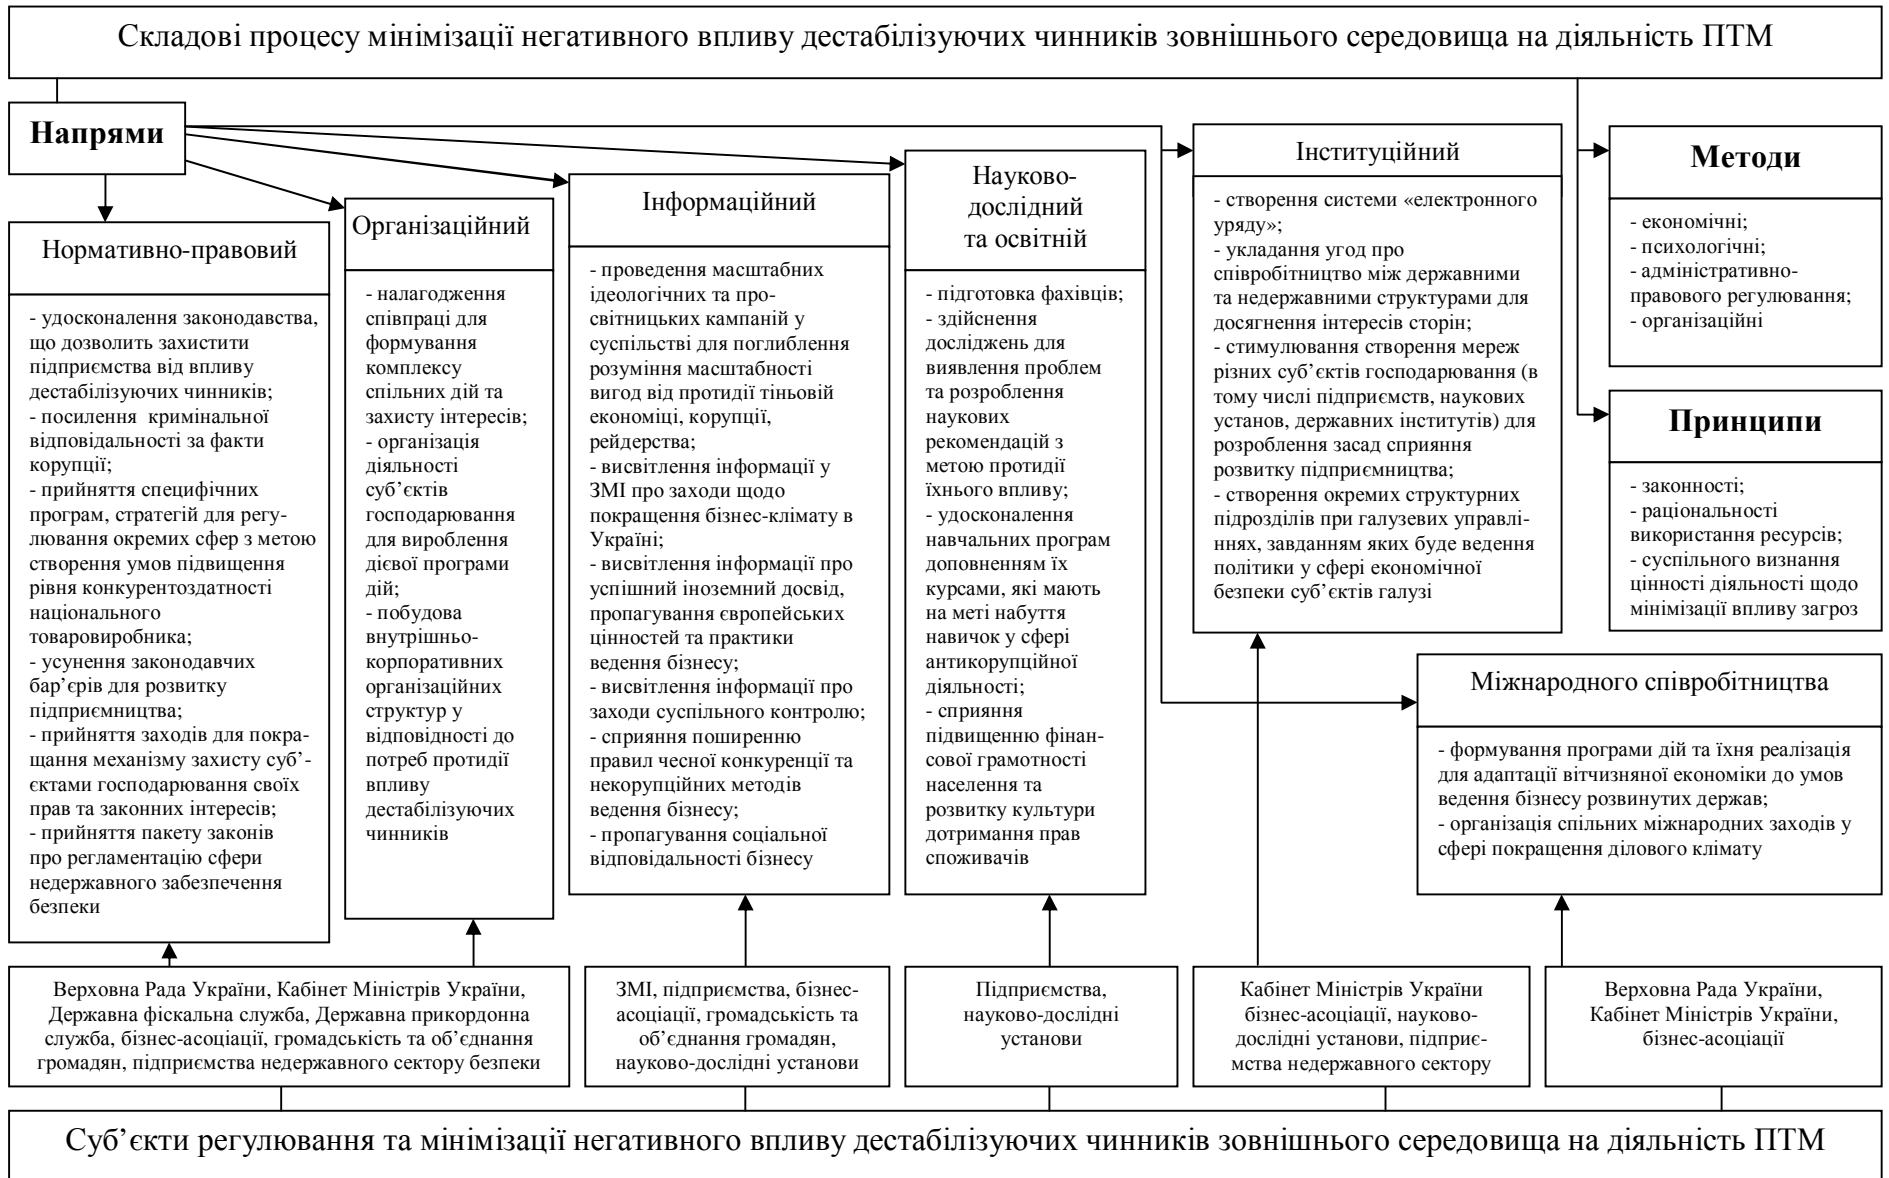 Складові процесу мінімізації негативного впливу дестабілізуючих чинників зовнішнього середовища на діяльність ПТМ
Напрями
Нормативно-правовий
- удосконалення законодавства,
що дозволить захистити
підприємства від впливу
дестабілізуючих чинників;
- посилення кримінальної
відповідальності за факти
корупції;
- прийняття специфічних
програм, стратегій для регу-
лювання окремих сфер з метою
створення умов підвищення
рівня конкурентоздатності
національного
товаровиробника;
- усунення законодавчих
бар’єрів для розвитку
підприємництва;
- прийняття заходів для покра-
щання механізму захисту суб’-
єктами господарювання своїх
прав та законних інтересів;
- прийняття пакету законів
про регламентацію сфери
недержавного забезпечення
безпеки
Організаційний
- налагодження
співпраці для
формування
комплексу
спільних дій та
захисту інтересів;
- організація
діяльності
суб’єктів
господарювання
для вироблення
дієвої програми
дій;
- побудова
внутрішньо-
корпоративних
організаційних
структур у
відповідності до
потреб протидії
впливу
дестабілізуючих
чинників
Інформаційний
- проведення масштабних
ідеологічних та про-
світницьких кампаній у
суспільстві для поглиблення
розуміння масштабності
вигод від протидії тіньовій
економіці, корупції,
рейдерства;
- висвітлення інформації у
ЗМІ про заходи щодо
покращення бізнес-клімату в
Україні;
- висвітлення інформації про
успішний іноземний досвід,
пропагування європейських
цінностей та практики
ведення бізнесу;
- висвітлення інформації про
заходи суспільного контролю;
- сприяння поширенню
правил чесної конкуренції та
некорупційних методів
ведення бізнесу;
- пропагування соціальної
відповідальності бізнесу
Науково-
дослідний
та освітній
- підготовка фахівців;
- здійснення
досліджень для
виявлення проблем
та розроблення
наукових
рекомендацій з
метою протидії
їхнього впливу;
- удосконалення
навчальних програм
доповненням їх
курсами, які мають
на меті набуття
навичок у сфері
антикорупційної
діяльності;
- сприяння
підвищенню фінан-
сової грамотності
населення та
розвитку культури
дотримання прав
споживачів
Інституційний
- створення системи «електронного
уряду»;
- укладання угод про
співробітництво між державними
та недержавними структурами для
досягнення інтересів сторін;
- стимулювання створення мереж
різних суб’єктів господарювання (в
тому числі підприємств, наукових
установ, державних інститутів) для
розроблення засад сприяння
розвитку підприємництва;
- створення окремих структурних
підрозділів при галузевих управлі-
ннях, завданням яких буде ведення
політики у сфері економічної
безпеки суб’єктів галузі
Методи
- економічні;
- психологічні;
- адміністративно-
правового регулювання;
- організаційні
Принципи
- законності;
- раціональності
використання ресурсів;
- суспільного визнання
цінності діяльності щодо
мінімізації впливу загроз
Міжнародного співробітництва
- формування програми дій та їхня реалізація
для адаптації вітчизняної економіки до умов
ведення бізнесу розвинутих держав;
- організація спільних міжнародних заходів у
сфері покращення ділового клімату
Верховна Рада України, Кабінет Міністрів України,
Державна фіскальна служба, Державна прикордонна
служба, бізнес-асоціації, громадськість та об’єднання
громадян, підприємства недержавного сектору безпеки
ЗМІ, підприємства, бізнес-
асоціації, громадськість та
об’єднання громадян,
науково-дослідні установи
Підприємства,
науково-дослідні
установи
Кабінет Міністрів України
бізнес-асоціації, науково-
дослідні установи, підприє-
мства недержавного сектору
Верховна Рада України,
Кабінет Міністрів України,
бізнес-асоціації
Суб’єкти регулювання та мінімізації негативного впливу дестабілізуючих чинників зовнішнього середовища на діяльність ПТМ